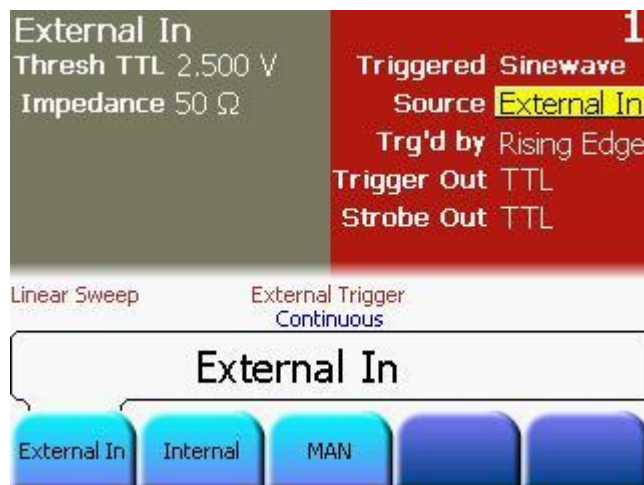 External In
Thresh TTL 2.500 V
Impedance 50 Ω
1
Triggered Sinewave
Source External In
Trg'd by Rising Edge
Trigger Out TTL
Strobe Out TTL
Linear Sweep
External Trigger
Continuous
External In
External In
Internal
MAN